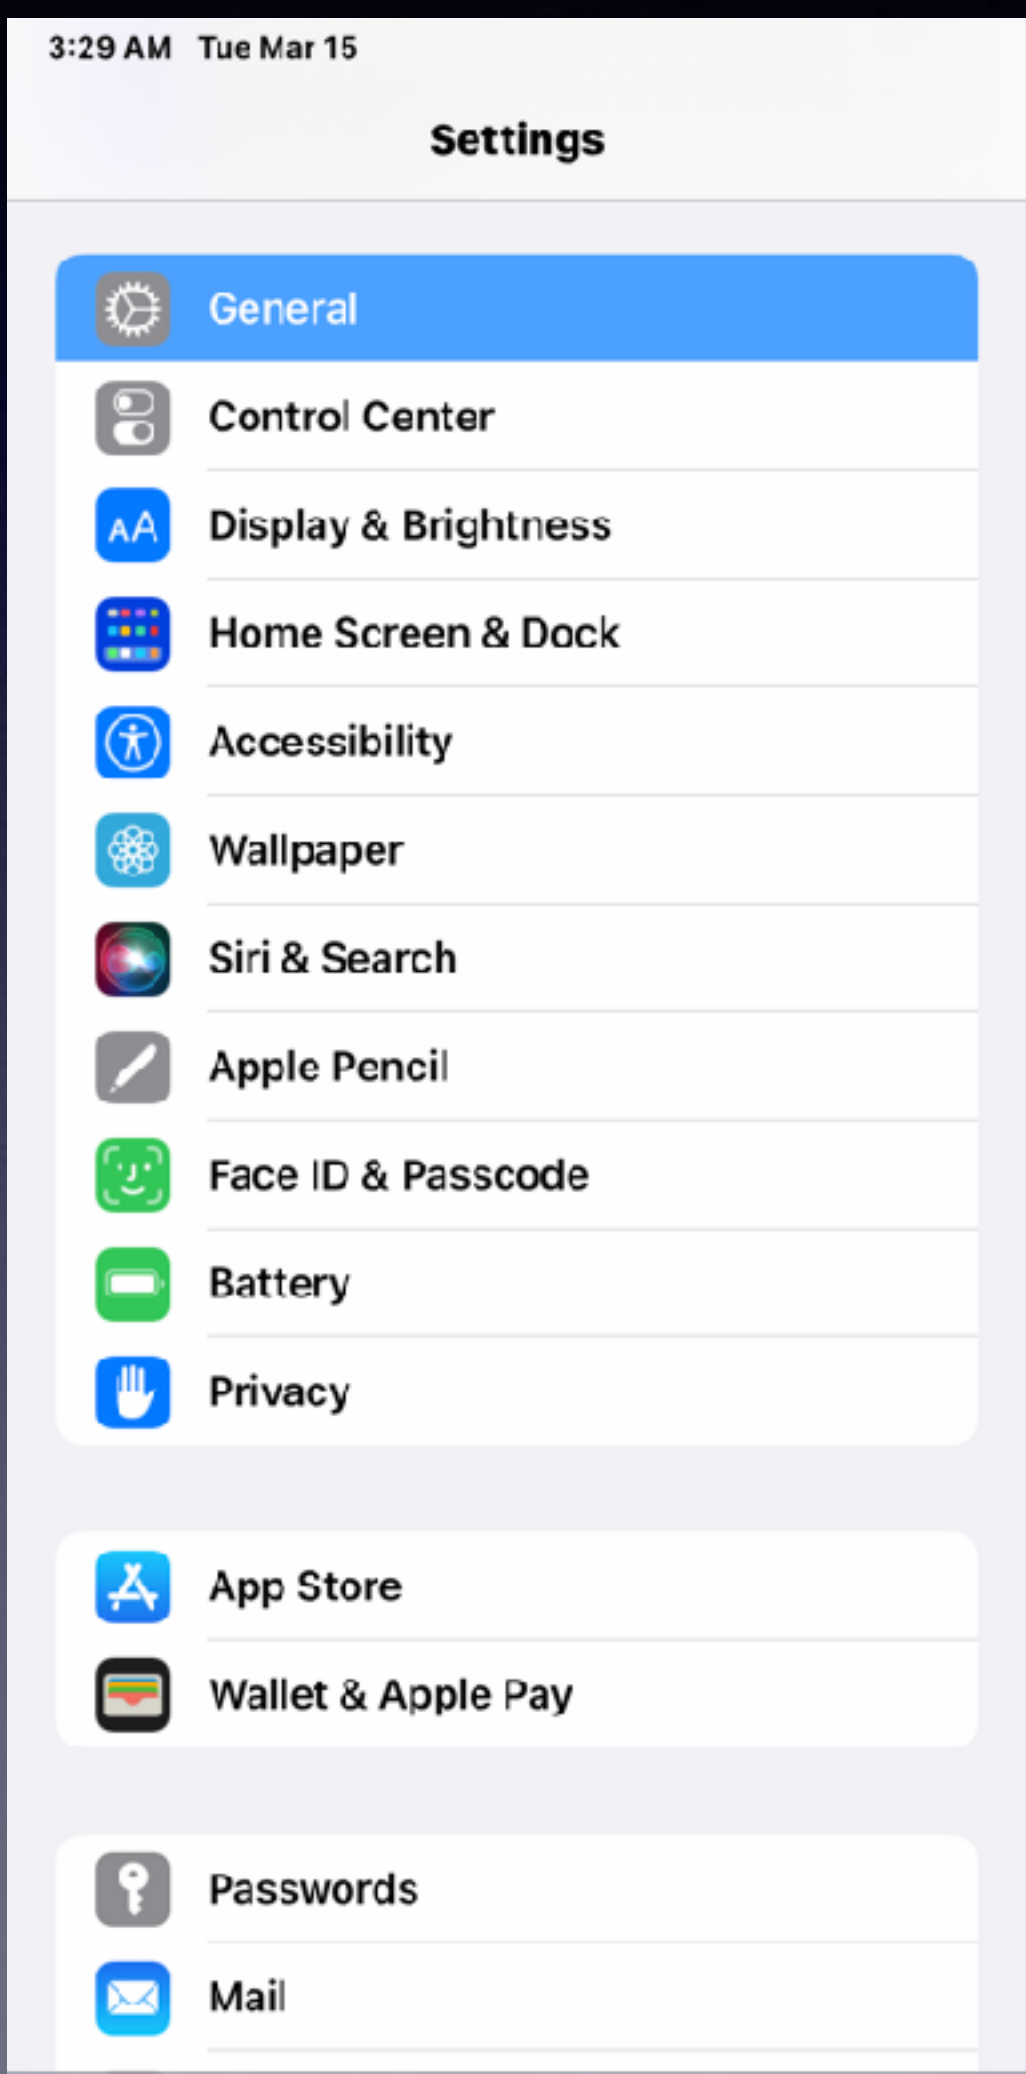 3:29 AM Tue Mar 15
Settings
General
Control Center
AA
Display & Brightness
Home Screen & Dock
Accessibility
Wallpaper
Siri & Search
Apple Pencil
Face ID & Passcode
Battery
Privacy
App Store
Wallet & Apple Pay
Passwords
Mail